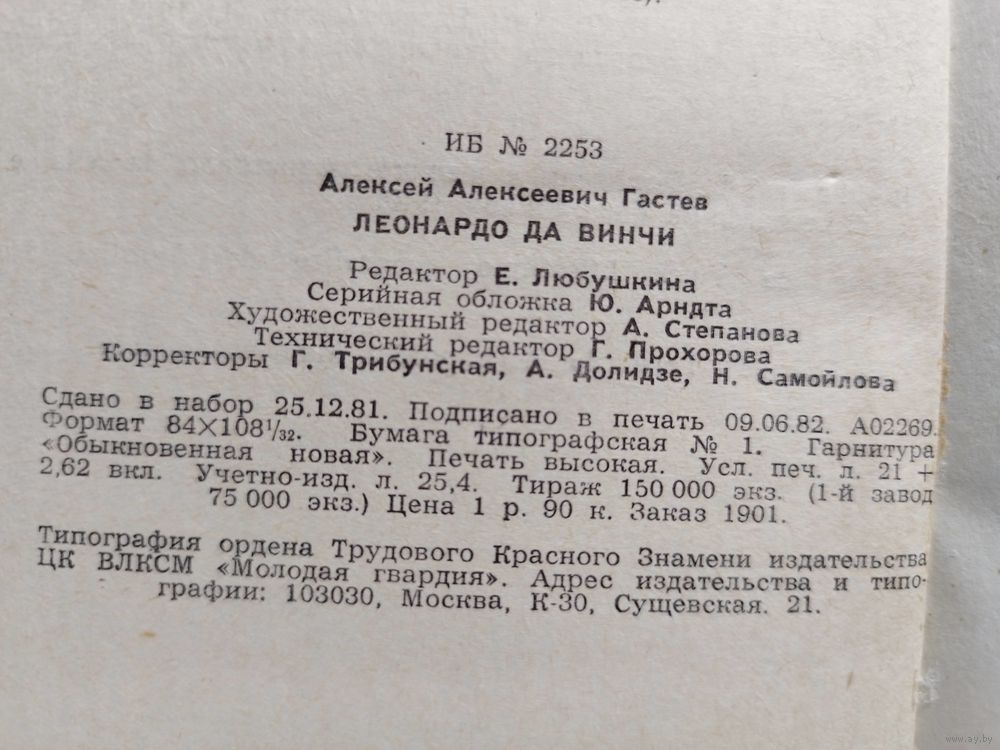 ИБ № 2253
Алексей Алексеевич Гастев
ЛЕОНАРДО ДА ВИНЧИ
Редактор Е. Любушкина
Серийная обложка Ю. Арндта
Художественный редактор А. Степанова
Технический редактор Г. Прохорова
Корректоры Г. Трибунская, А. Долидзе, Н. Самойлова
Сдано в набор 25.12.81. Подписано в печать 09.06.82. А02269.
Формат 84×108¹/₃₂. Бумага типографская № 1. Гарнитура
«Обыкновенная новая». Печать высокая. Усл. печ. л. 21 +
2,62 вкл. Учетно-изд. л. 25,4. Тираж 150 000 экз. (1-й завод
75 000 экз.) Цена 1 р. 90 к. Заказ 1901.
Типография ордена Трудового Красного Знамени издательства
ЦК ВЛКСМ «Молодая гвардия». Адрес издательства и типо-
графии: 103030, Москва, К-30, Сущевская. 21.
www.ay.by